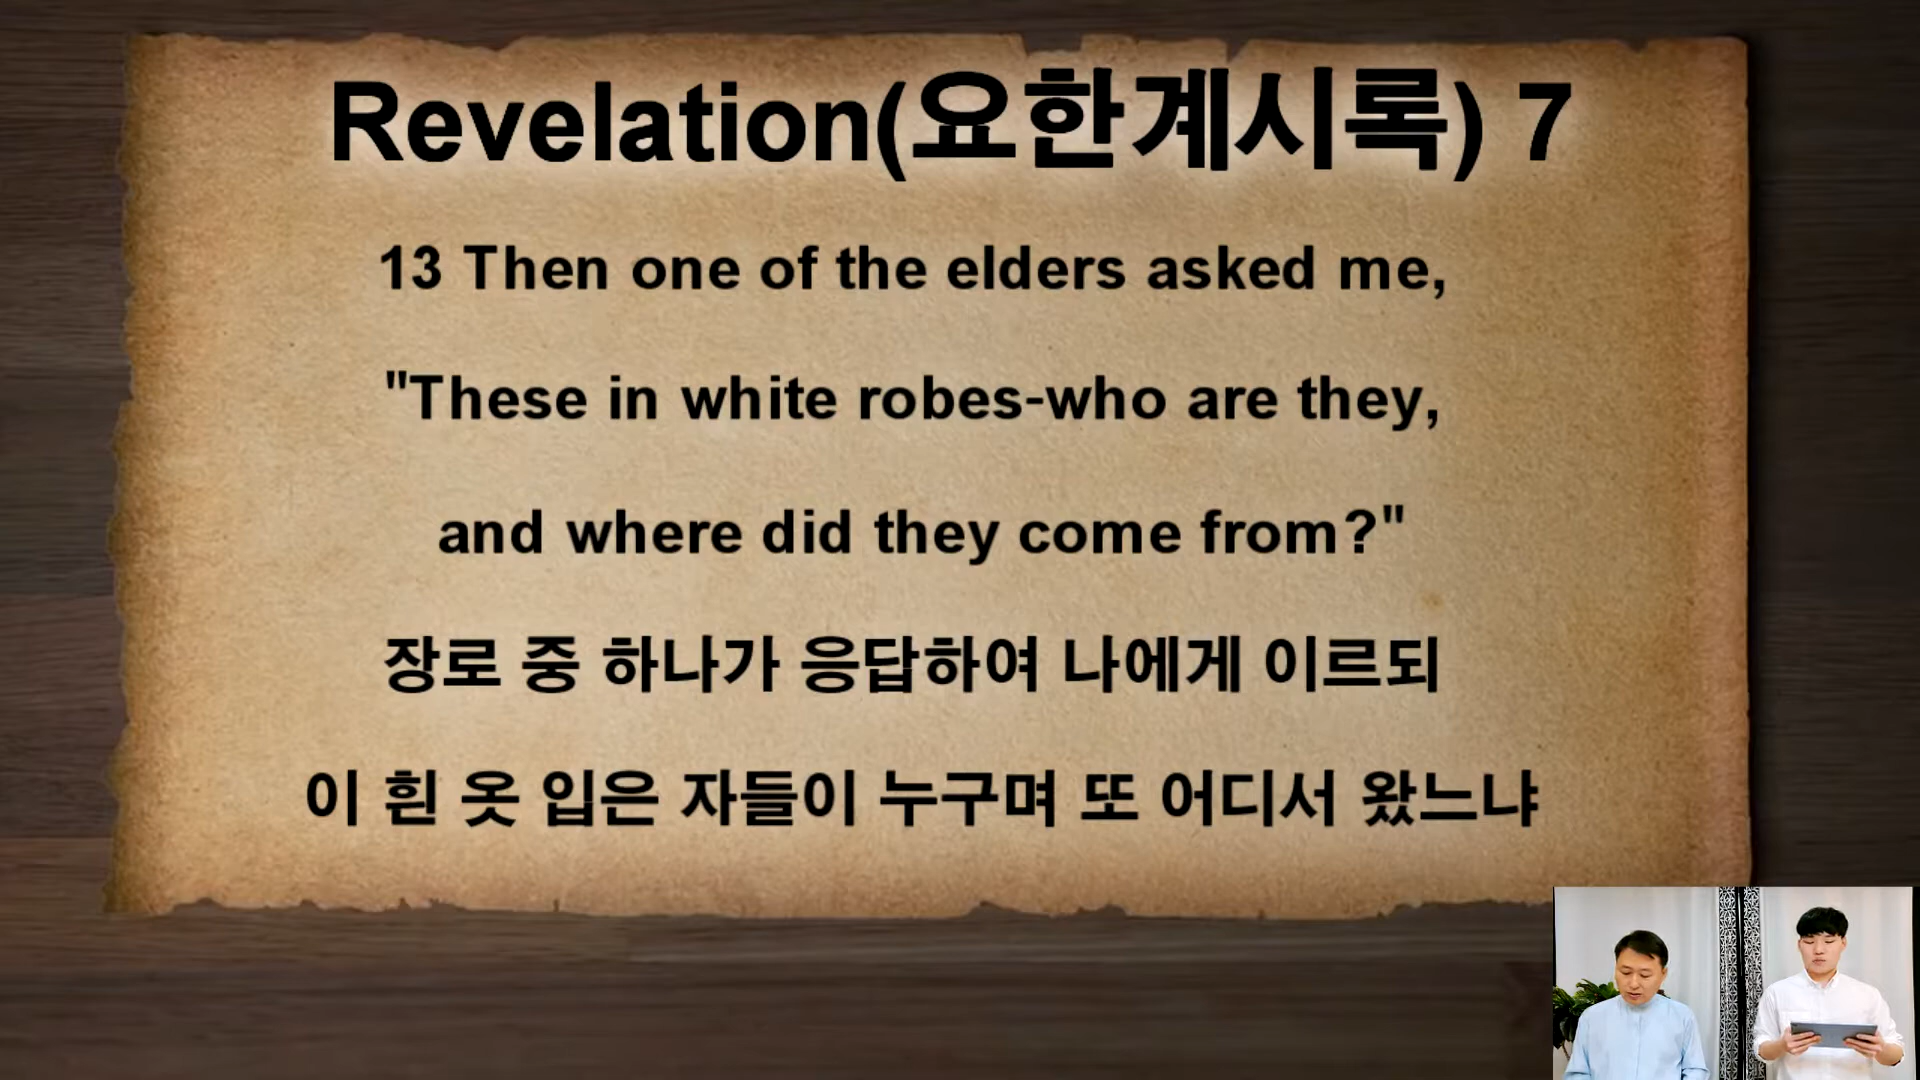 Revelation(요한계시록) 7
13 Then one of the elders asked me,
"These in white robes-who are they,
and where did they come from?"
장로 중 하나가 응답하여 나에게 이르되
이 흰 옷 입은 자들이 누구며 또 어디서 왔느냐